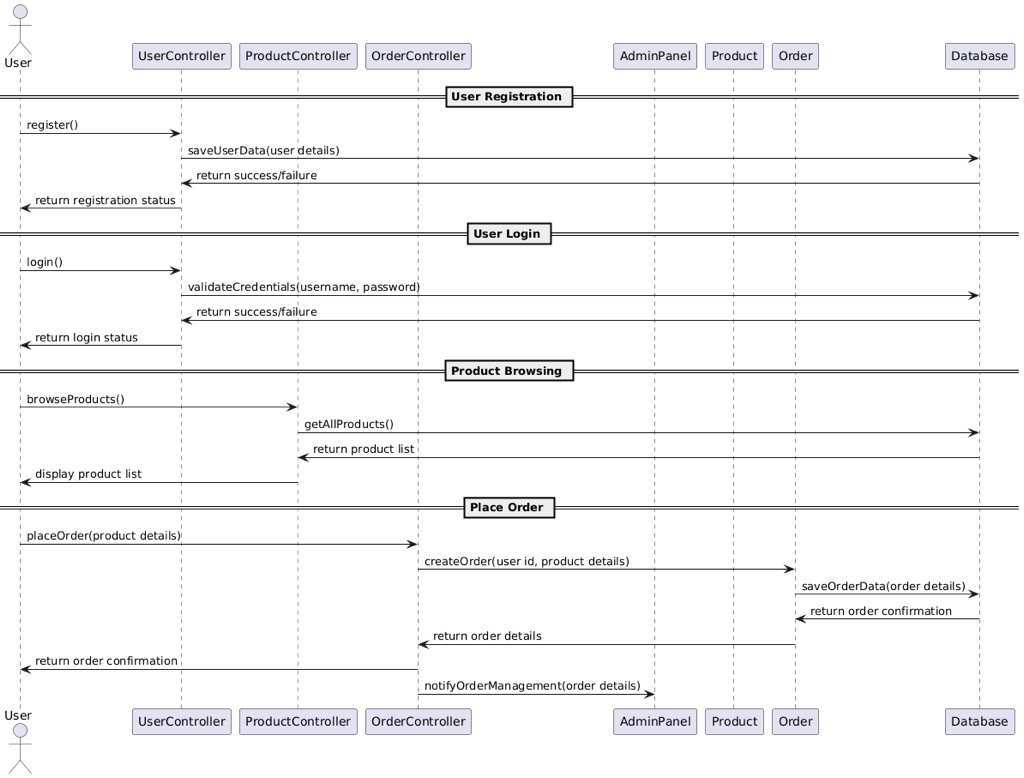 User
UserController
ProductController
OrderController
AdminPanel
Product
Order
Database
User Registration
register()
saveUserData(user details)
return success/failure
return registration status
User Login
login()
validateCredentials(username, password)
return success/failure
return login status
Product Browsing
browseProducts()
getAllProducts()
return product list
display product list
Place Order
placeOrder(product details)
createOrder(user id, product details)
saveOrderData(order details)
return order confirmation
return order details
return order confirmation
notifyOrderManagement(order details)
User
UserController
ProductController
OrderController
AdminPanel
Product
Order
Database